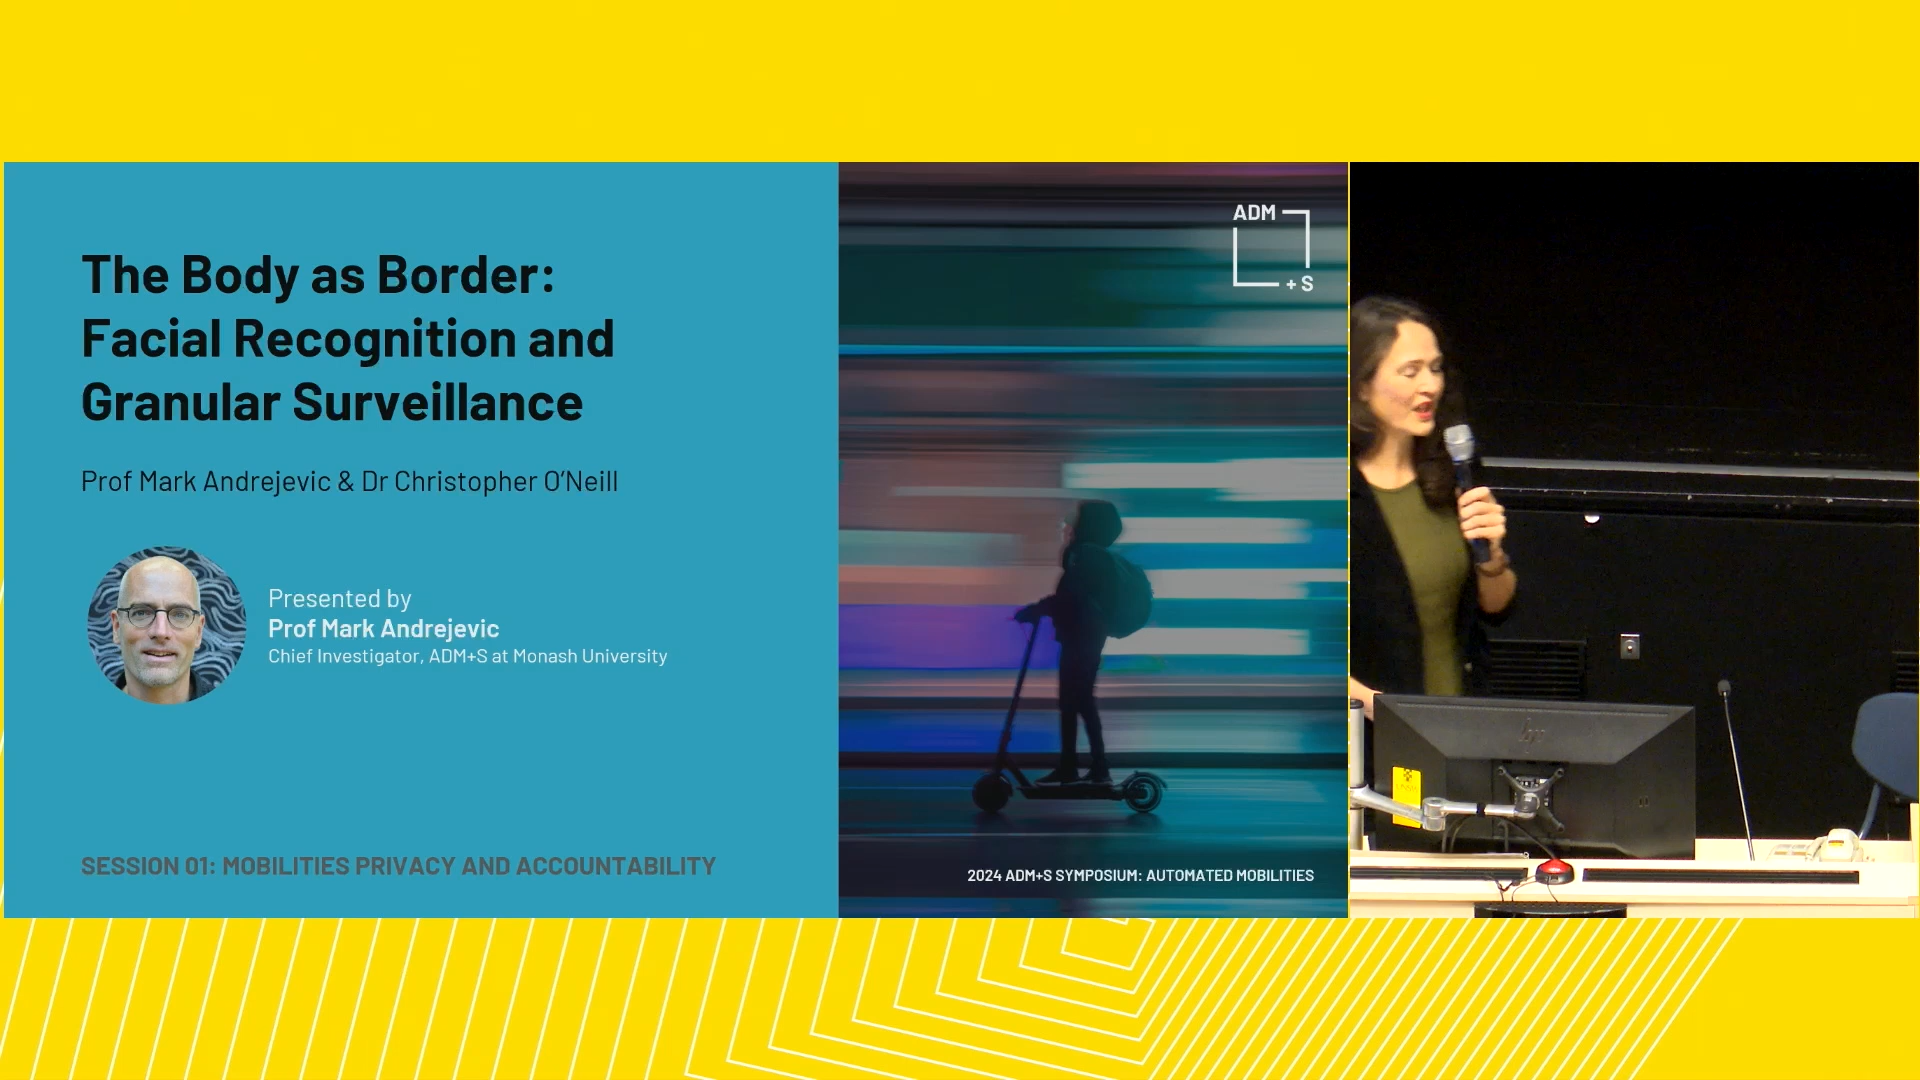 The Body as Border:
Facial Recognition and
Granular Surveillance
Prof Mark Andrejevic & Dr Christopher O'Neill
Presented by
Prof Mark Andrejevic
Chief Investigator, ADM+S at Monash University
SESSION 01: MOBILITIES PRIVACY AND ACCOUNTABILITY
ADM
+ S
2024 ADM+S SYMPOSIUM: AUTOMATED MOBILITIES
hp